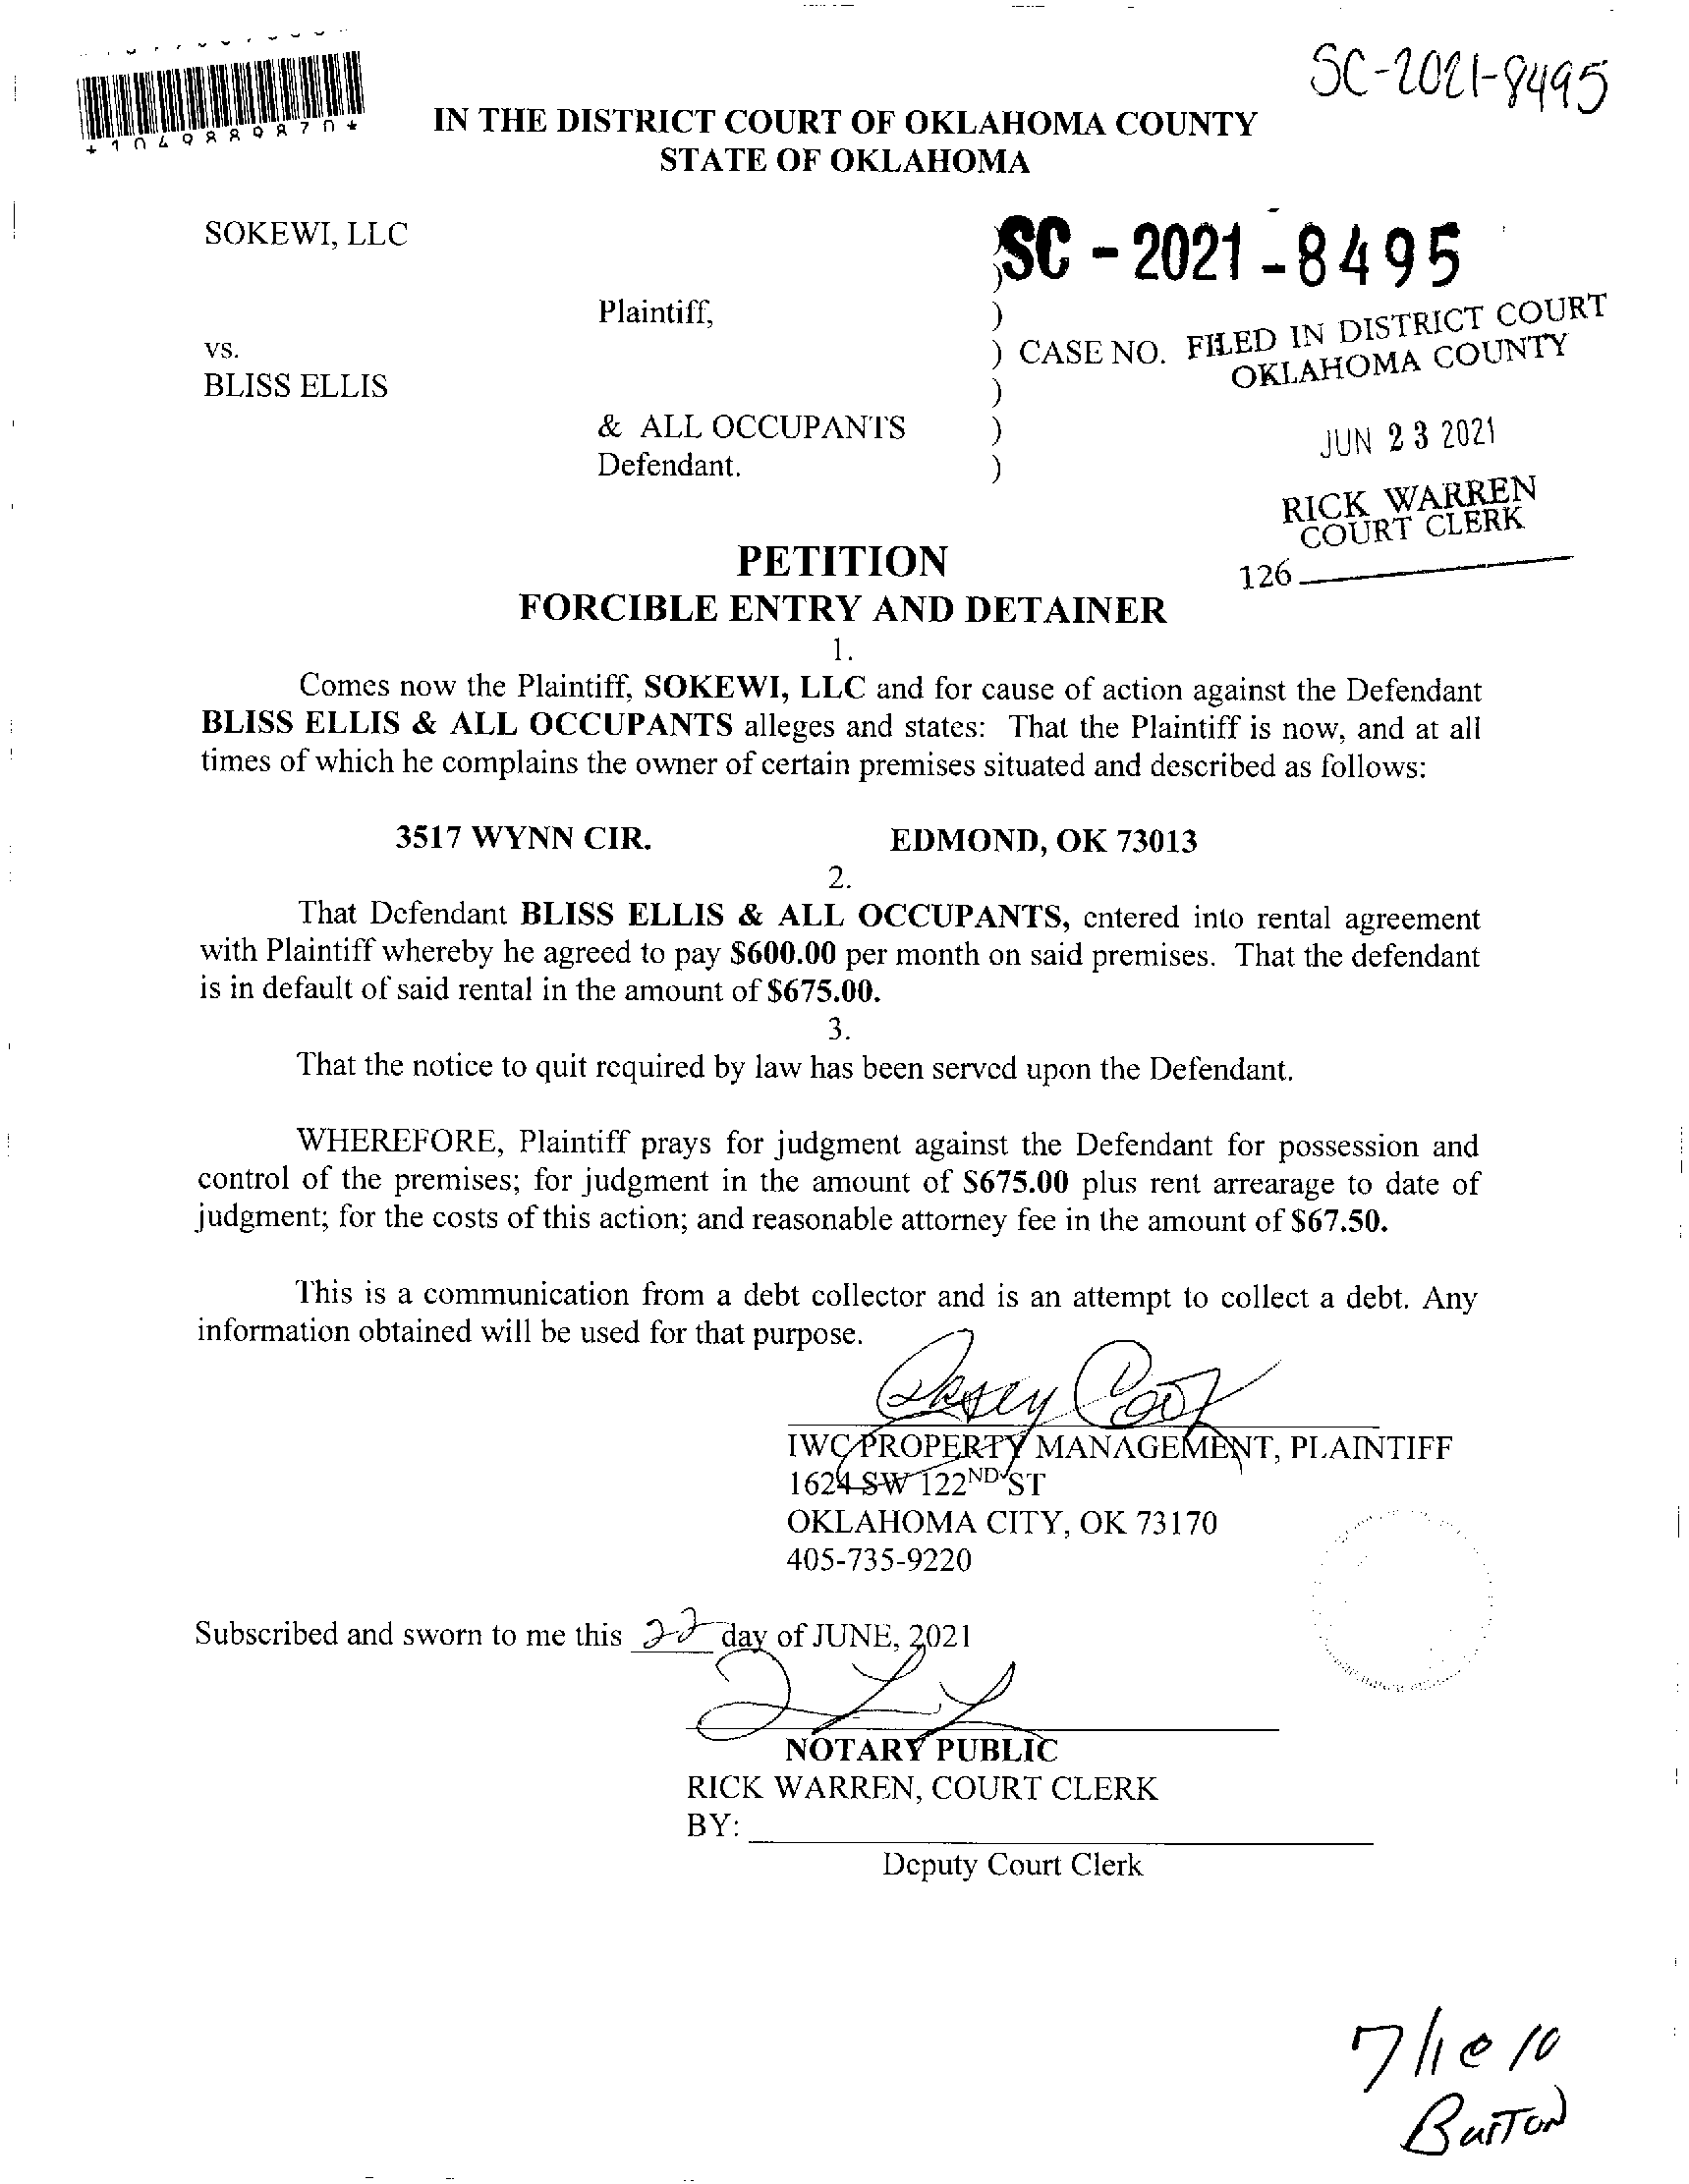 SC-2021-8495
*1049889870*
IN THE DISTRICT COURT OF OKLAHOMA COUNTY
STATE OF OKLAHOMA
SOKEWI, LLC
)
SC - 2021 - 8495
)
Plaintiff, )
vs. ) CASE NO. FILED IN DISTRICT COURT
OKLAHOMA COUNTY
BLISS ELLIS )
& ALL OCCUPANTS )
JUN 23 2021
Defendant. )
RICK WARREN
COURT CLERK
126
PETITION
FORCIBLE ENTRY AND DETAINER
1.
Comes now the Plaintiff, SOKEWI, LLC and for cause of action against the Defendant
BLISS ELLIS & ALL OCCUPANTS alleges and states: That the Plaintiff is now, and at all
times of which he complains the owner of certain premises situated and described as follows:
3517 WYNN CIR. EDMOND, OK 73013
2.
That Defendant BLISS ELLIS & ALL OCCUPANTS, entered into rental agreement
with Plaintiff whereby he agreed to pay $600.00 per month on said premises. That the defendant
is in default of said rental in the amount of $675.00.
3.
That the notice to quit required by law has been served upon the Defendant.
WHEREFORE, Plaintiff prays for judgment against the Defendant for possession and
control of the premises; for judgment in the amount of $675.00 plus rent arrearage to date of
judgment; for the costs of this action; and reasonable attorney fee in the amount of $67.50.
This is a communication from a debt collector and is an attempt to collect a debt. Any
information obtained will be used for that purpose.
IWC PROPERTY MANAGEMENT, PLAINTIFF
1624 SW 122ND ST
OKLAHOMA CITY, OK 73170
405-735-9220
Subscribed and sworn to me this 22 day of JUNE, 2021
NOTARY PUBLIC
RICK WARREN, COURT CLERK
BY:
Deputy Court Clerk
7/1 @ 10
Burton